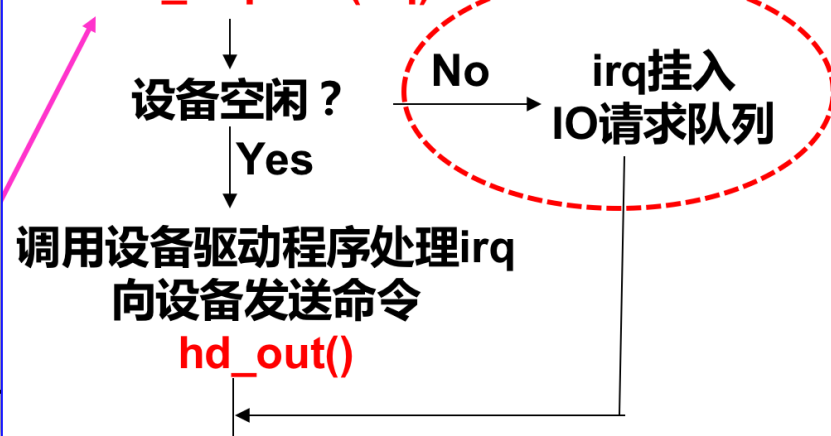 设备空闲？
No
irq挂入
IO请求队列
Yes
调用设备驱动程序处理irq
向设备发送命令
hd_out()